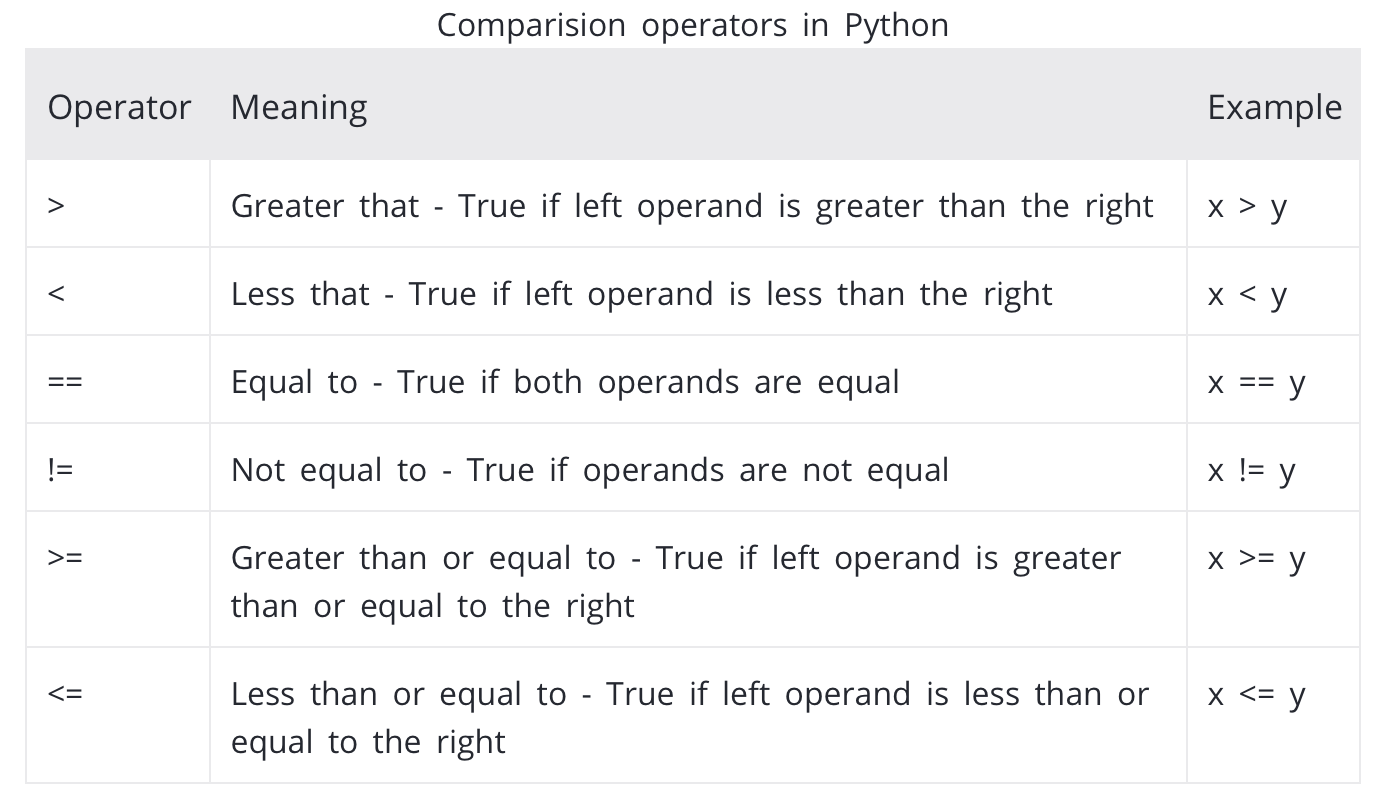 Comparision operators in Python
Operator Meaning Example
> Greater that - True if left operand is greater than the right x > y
< Less that - True if left operand is less than the right x < y
== Equal to - True if both operands are equal x == y
!= Not equal to - True if operands are not equal x != y
>= Greater than or equal to - True if left operand is greater x >= y
than or equal to the right
<= Less than or equal to - True if left operand is less than or x <= y
equal to the right